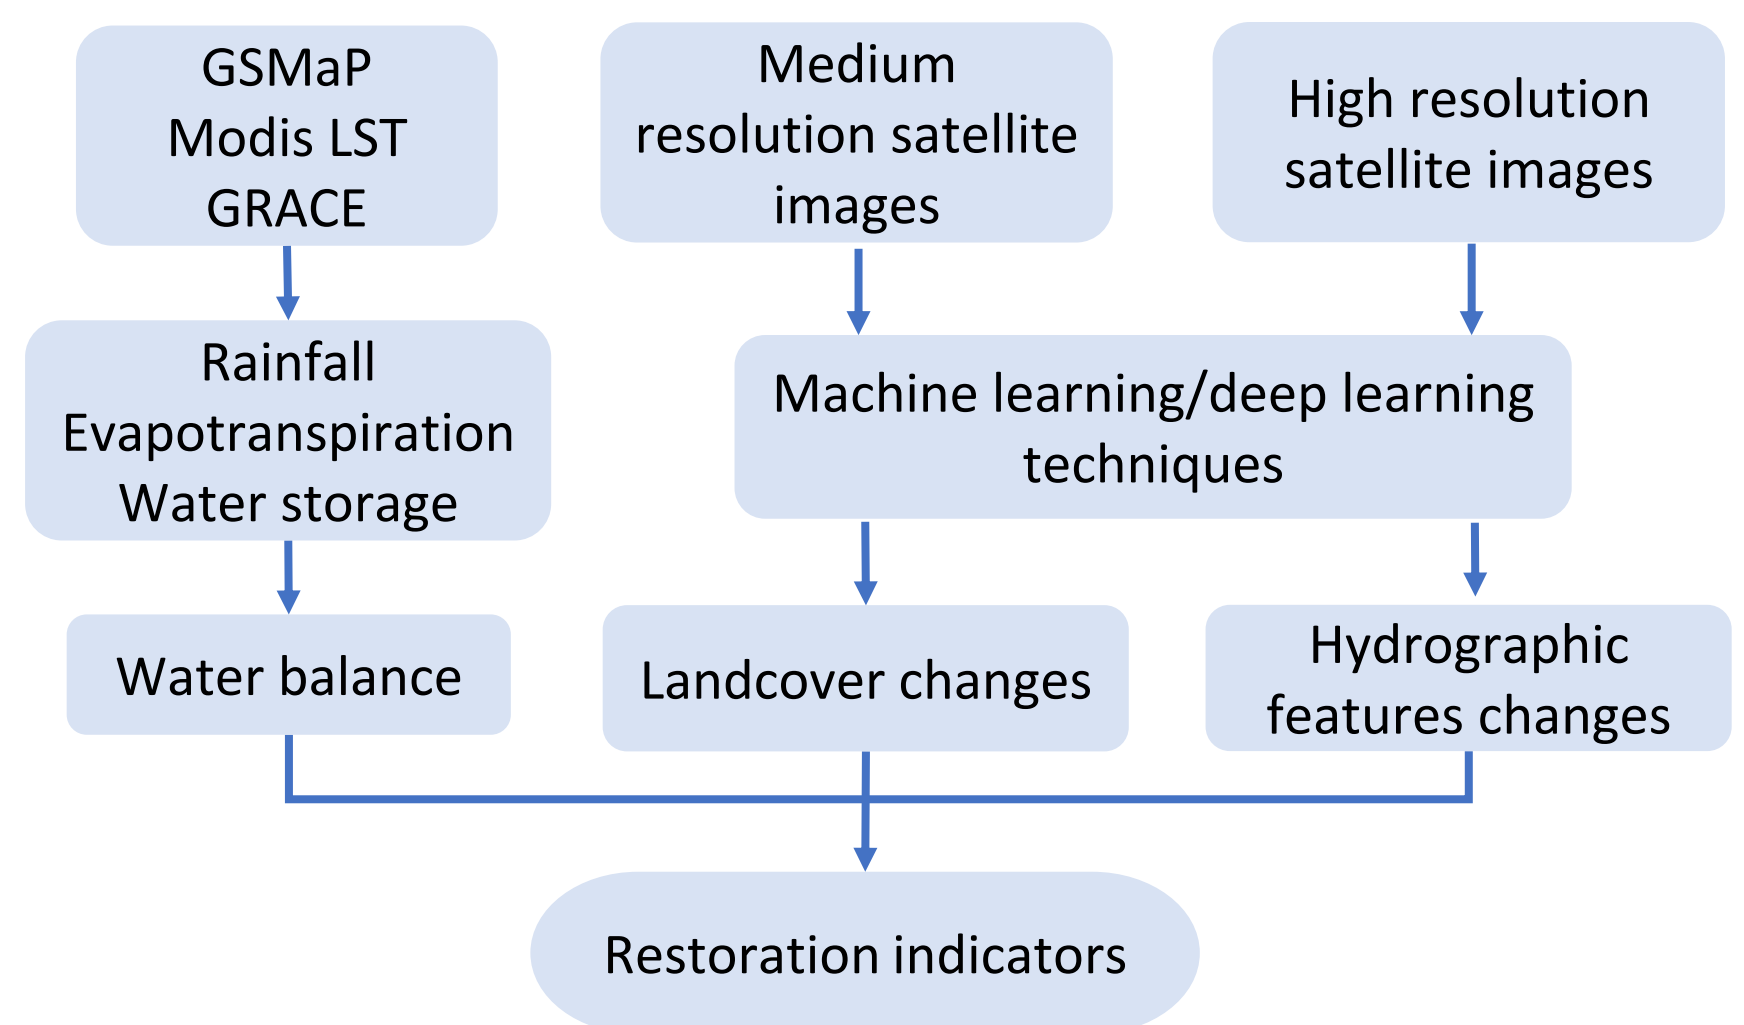 GSMaP
Modis LST
GRACE
Medium
resolution satellite
images
High resolution
satellite images
Rainfall
Evapotranspiration
Water storage
Machine learning/deep learning
techniques
Water balance
Landcover changes
Hydrographic
features changes
Restoration indicators